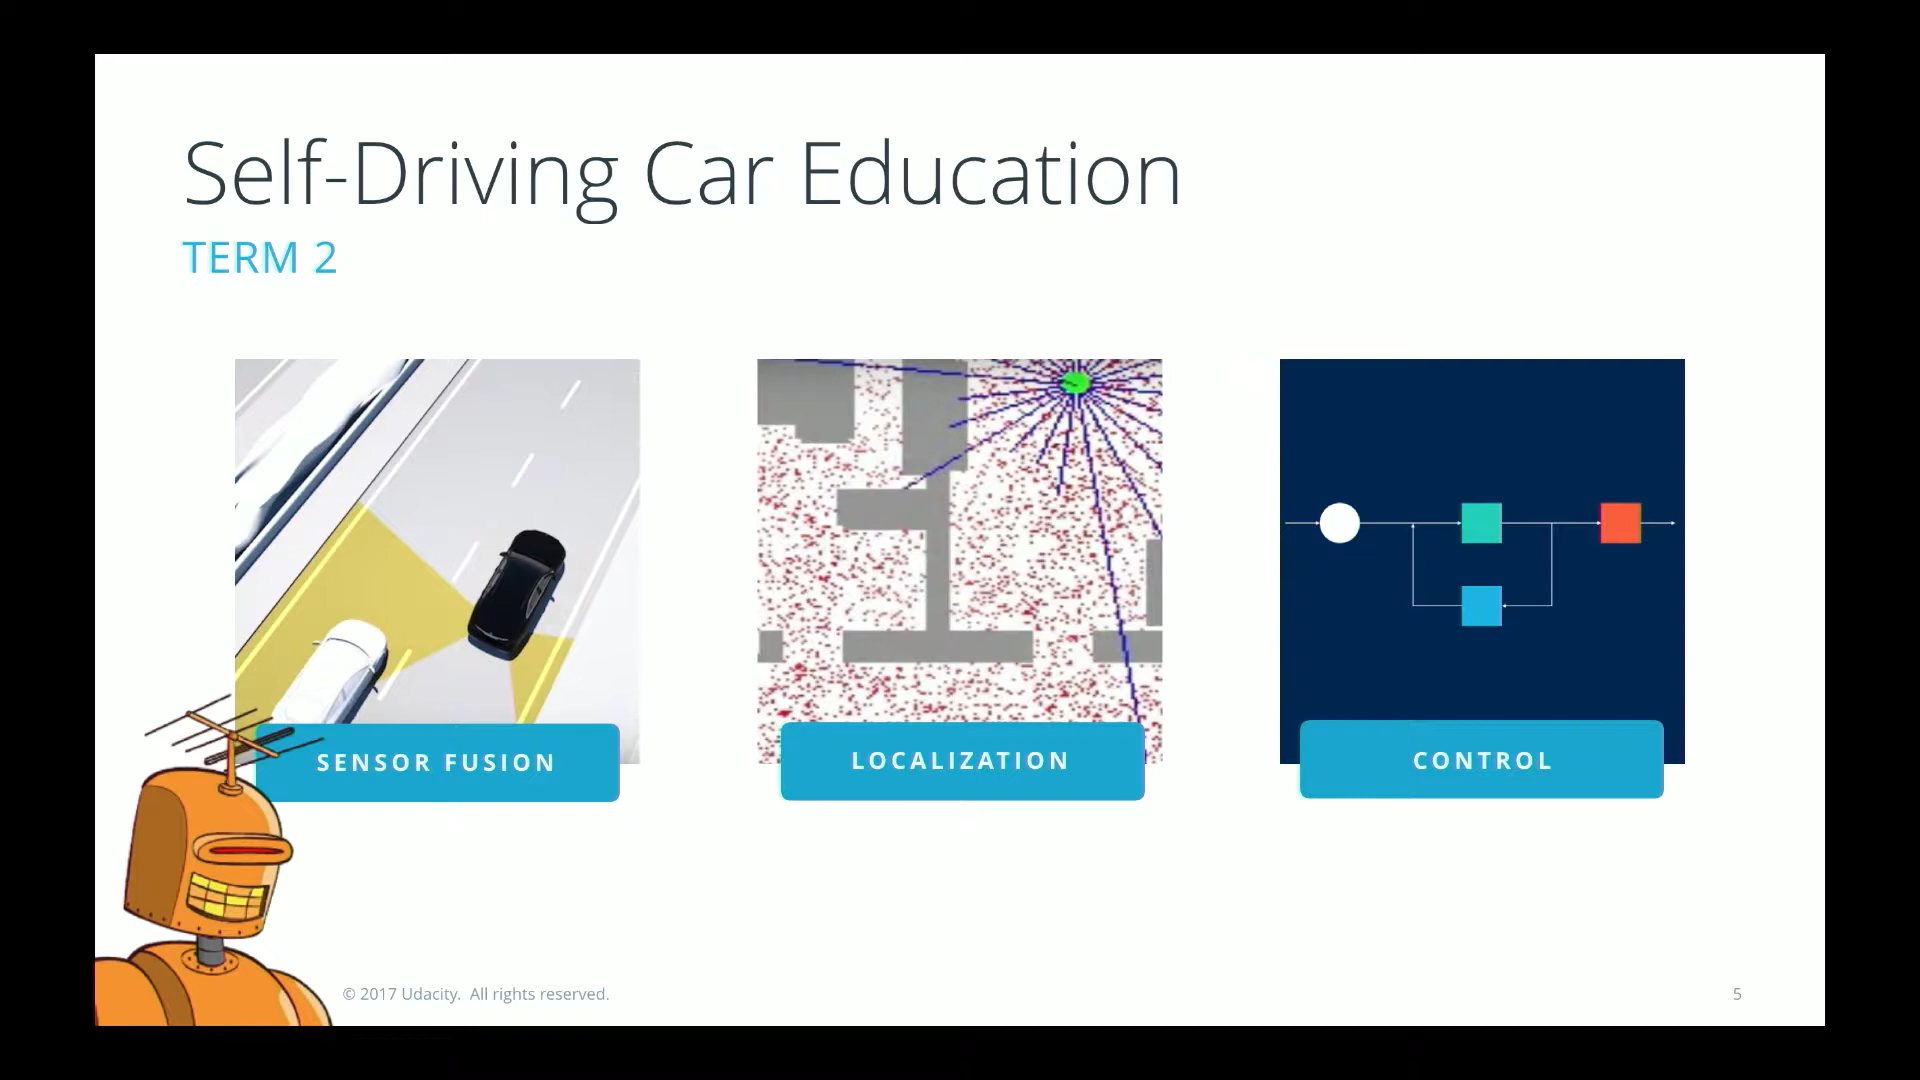 Self-Driving Car Education
TERM 2
SENSOR FUSION
LOCALIZATION
CONTROL
© 2017 Udacity. All rights reserved.
5